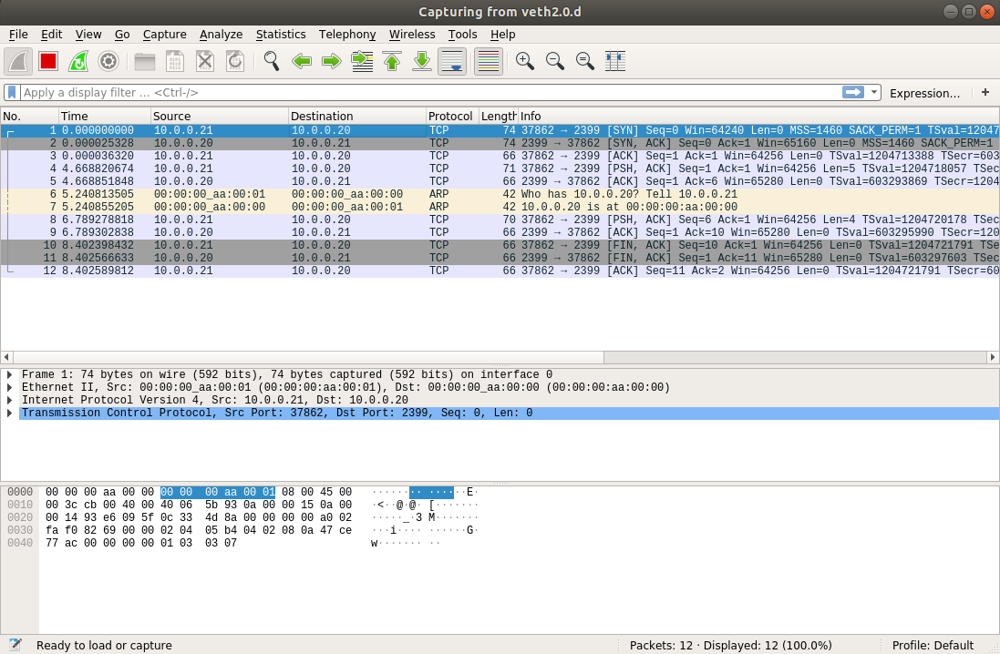 Capturing from veth2.0.d
File Edit View Go Capture Analyze Statistics Telephony Wireless Tools Help
Apply a display filter ... <Ctrl-/> Expression... +
No. Time Source Destination Protocol Length Info
1 0.000000000 10.0.0.21 10.0.0.20 TCP 74 37862 → 2399 [SYN] Seq=0 Win=64240 Len=0 MSS=1460 SACK_PERM=1 TSval=12047
2 0.000025328 10.0.0.20 10.0.0.21 TCP 74 2399 → 37862 [SYN, ACK] Seq=0 Ack=1 Win=65160 Len=0 MSS=1460 SACK_PERM=1
3 0.000036320 10.0.0.21 10.0.0.20 TCP 66 37862 → 2399 [ACK] Seq=1 Ack=1 Win=64256 Len=0 TSval=1204713388 TSecr=603
4 4.668820674 10.0.0.21 10.0.0.20 TCP 71 37862 → 2399 [PSH, ACK] Seq=1 Ack=1 Win=64256 Len=5 TSval=1204718057 TSec
5 4.668851848 10.0.0.20 10.0.0.21 TCP 66 2399 → 37862 [ACK] Seq=1 Ack=6 Win=65280 Len=0 TSval=603293869 TSecr=1204
6 5.240813505 00:00:00_aa:00:01 00:00:00_aa:00:00 ARP 42 Who has 10.0.0.20? Tell 10.0.0.21
7 5.240855205 00:00:00_aa:00:00 00:00:00_aa:00:01 ARP 42 10.0.0.20 is at 00:00:00:aa:00:00
8 6.789278818 10.0.0.21 10.0.0.20 TCP 70 37862 → 2399 [PSH, ACK] Seq=6 Ack=1 Win=64256 Len=4 TSval=1204720178 TSec
9 6.789302838 10.0.0.20 10.0.0.21 TCP 66 2399 → 37862 [ACK] Seq=1 Ack=10 Win=65280 Len=0 TSval=603295990 TSecr=120
10 8.402398432 10.0.0.21 10.0.0.20 TCP 66 37862 → 2399 [FIN, ACK] Seq=10 Ack=1 Win=64256 Len=0 TSval=1204721791 TSe
11 8.402566633 10.0.0.20 10.0.0.21 TCP 66 2399 → 37862 [FIN, ACK] Seq=1 Ack=11 Win=65280 Len=0 TSval=603297603 TSec
12 8.402589812 10.0.0.21 10.0.0.20 TCP 66 37862 → 2399 [ACK] Seq=11 Ack=2 Win=64256 Len=0 TSval=1204721791 TSecr=60
Frame 1: 74 bytes on wire (592 bits), 74 bytes captured (592 bits) on interface 0
Ethernet II, Src: 00:00:00_aa:00:01 (00:00:00:aa:00:01), Dst: 00:00:00_aa:00:00 (00:00:00:aa:00:00)
Internet Protocol Version 4, Src: 10.0.0.21, Dst: 10.0.0.20
Transmission Control Protocol, Src Port: 37862, Dst Port: 2399, Seq: 0, Len: 0
0000 00 00 00 aa 00 00 00 00 00 aa 00 01 08 00 45 00 ········ ······E·
0010 00 3c cb 00 40 00 40 06 5b 93 0a 00 00 15 0a 00 ·<··@·@· [·······
0020 00 14 93 e6 09 5f 0c 33 4d 8a 00 00 00 00 a0 02 ·····_·3 M·······
0030 fa f0 82 69 00 00 02 04 05 b4 04 02 08 0a 47 ce ···i···· ······G·
0040 77 ac 00 00 00 00 01 03 03 07 w······· ··
Ready to load or capture Packets: 12 · Displayed: 12 (100.0%) Profile: Default